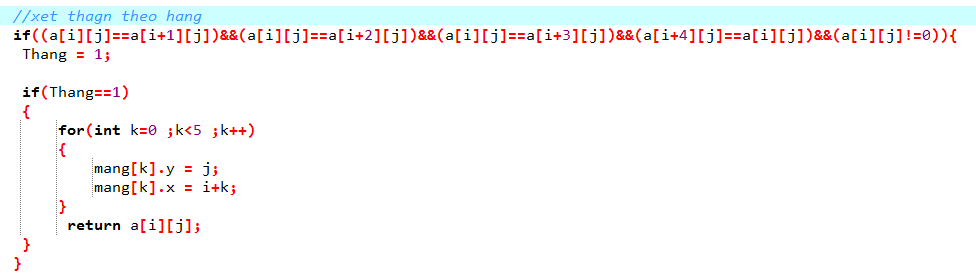 //xet thagn theo hang
if((a[i][j]==a[i+1][j])&&(a[i][j]==a[i+2][j])&&(a[i][j]==a[i+3][j])&&(a[i+4][j]==a[i][j])&&(a[i][j]!=0)){
Thang = 1;
if(Thang==1)
{
for(int k=0 ;k<5 ;k++)
{
mang[k].y = j;
mang[k].x = i+k;
}
return a[i][j];
}
}